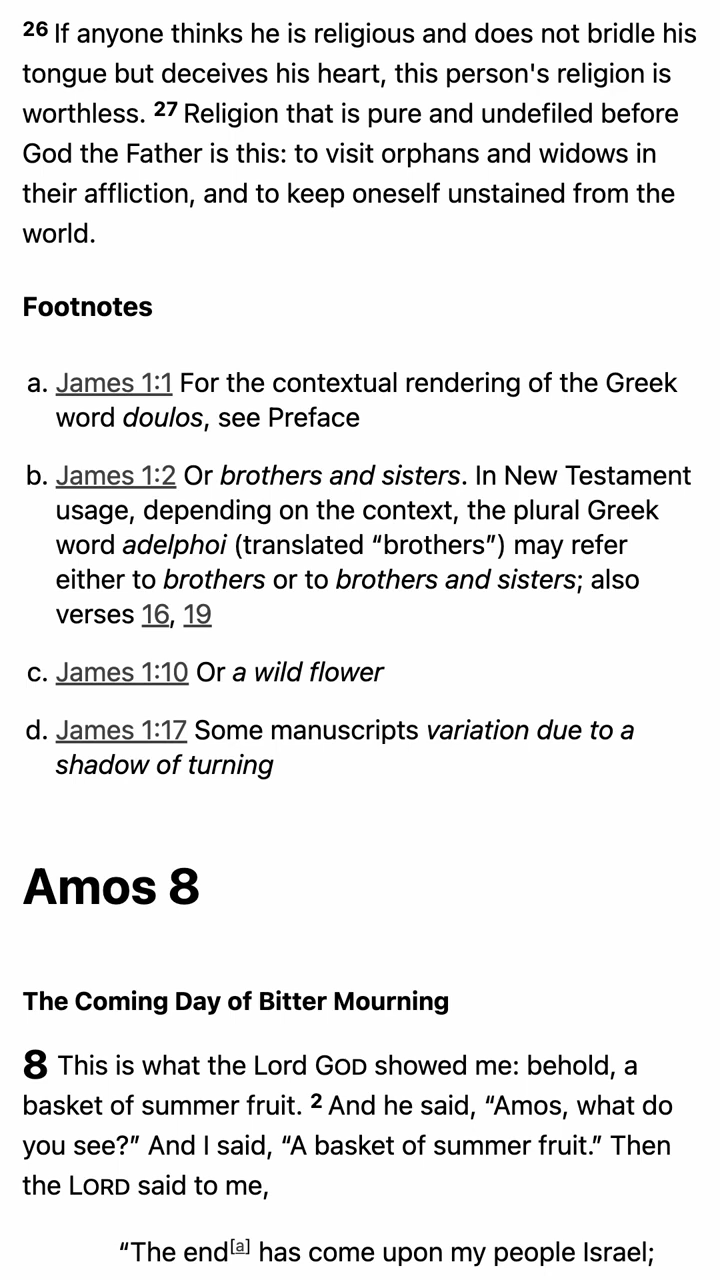 26 If anyone thinks he is religious and does not bridle his
tongue but deceives his heart, this person's religion is
worthless. 27 Religion that is pure and undefiled before
God the Father is this: to visit orphans and widows in
their affliction, and to keep oneself unstained from the
world.
Footnotes
a. James 1:1 For the contextual rendering of the Greek
word doulos, see Preface
b. James 1:2 Or brothers and sisters. In New Testament
usage, depending on the context, the plural Greek
word adelphoi (translated “brothers”) may refer
either to brothers or to brothers and sisters; also
verses 16, 19
c. James 1:10 Or a wild flower
d. James 1:17 Some manuscripts variation due to a
shadow of turning
Amos 8
The Coming Day of Bitter Mourning
8 This is what the Lord GOD showed me: behold, a
basket of summer fruit. 2 And he said, “Amos, what do
you see?” And I said, “A basket of summer fruit.” Then
the LORD said to me,
“The end[a] has come upon my people Israel;